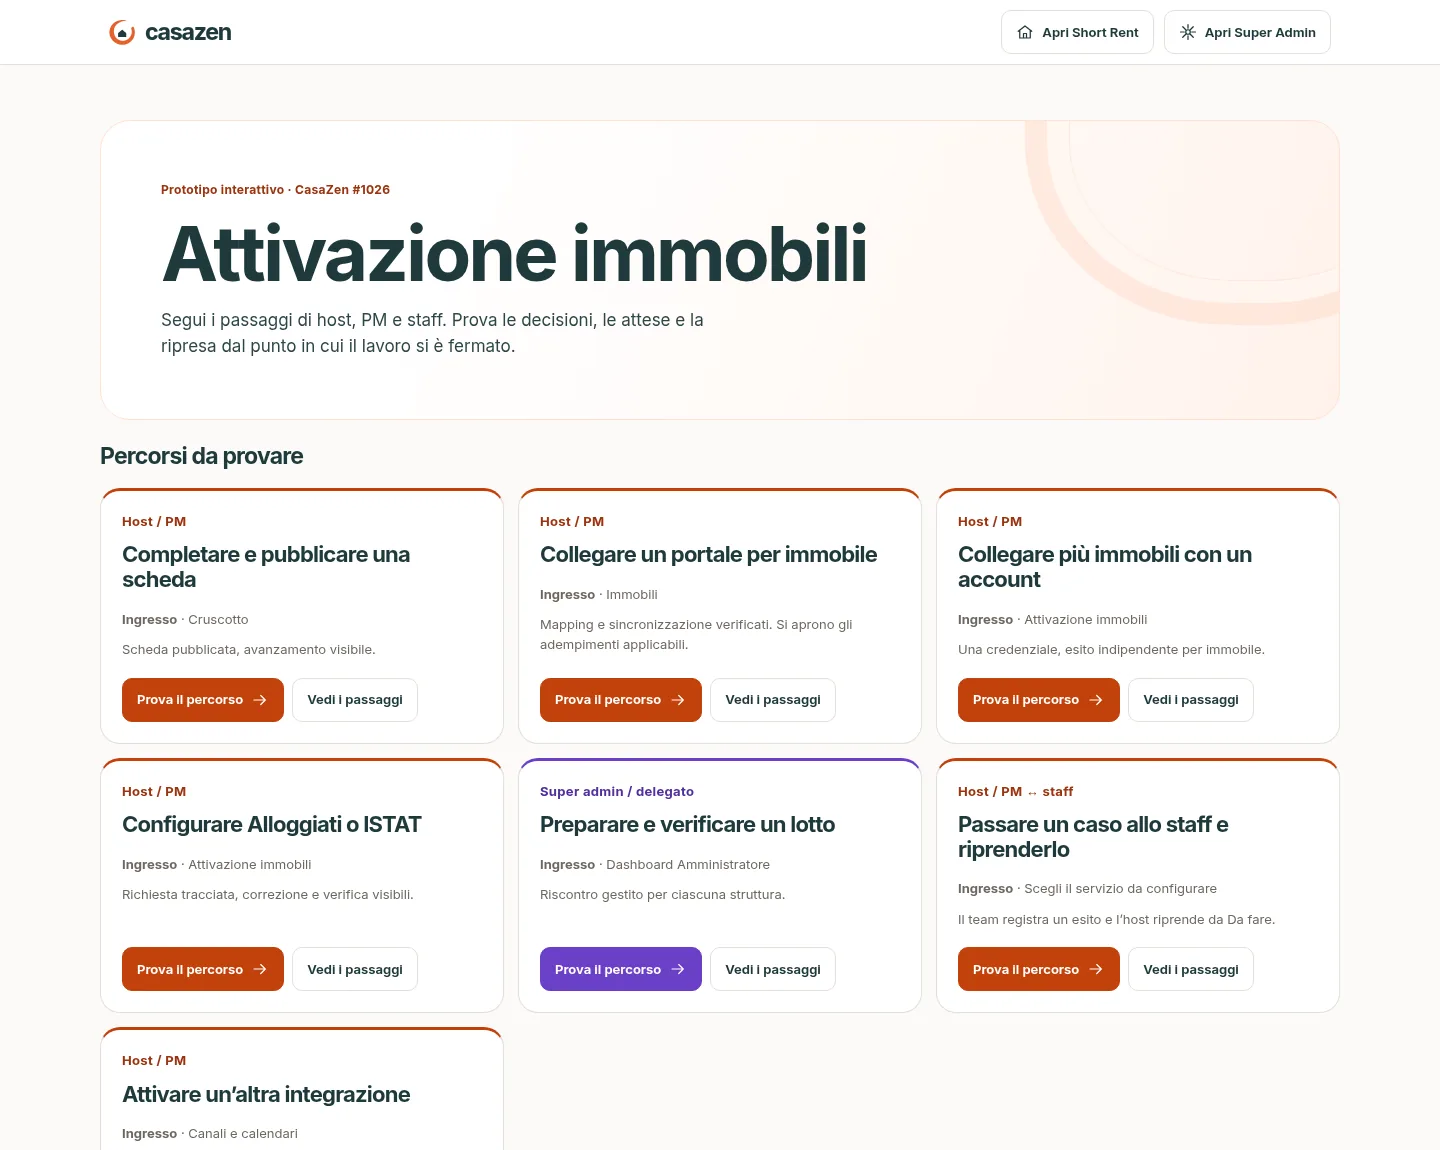 casazen
Apri Short Rent
Apri Super Admin
Prototipo interattivo · CasaZen #1026
Attivazione immobili
Segui i passaggi di host, PM e staff. Prova le decisioni, le attese e la
ripresa dal punto in cui il lavoro si è fermato.
Percorsi da provare
Host / PM
Completare e pubblicare una
scheda
Ingresso · Cruscotto
Scheda pubblicata, avanzamento visibile.
Prova il percorso →
Vedi i passaggi
Host / PM
Collegare un portale per immobile
Ingresso · Immobili
Mapping e sincronizzazione verificati. Si aprono gli
adempimenti applicabili.
Prova il percorso →
Vedi i passaggi
Host / PM
Collegare più immobili con un
account
Ingresso · Attivazione immobili
Una credenziale, esito indipendente per immobile.
Prova il percorso →
Vedi i passaggi
Host / PM
Configurare Alloggiati o ISTAT
Ingresso · Attivazione immobili
Richiesta tracciata, correzione e verifica visibili.
Prova il percorso →
Vedi i passaggi
Super admin / delegato
Preparare e verificare un lotto
Ingresso · Dashboard Amministratore
Riscontro gestito per ciascuna struttura.
Prova il percorso →
Vedi i passaggi
Host / PM ↔ staff
Passare un caso allo staff e
riprenderlo
Ingresso · Scegli il servizio da configurare
Il team registra un esito e l’host riprende da Da fare.
Prova il percorso →
Vedi i passaggi
Host / PM
Attivare un’altra integrazione
Ingresso · Canali e calendari